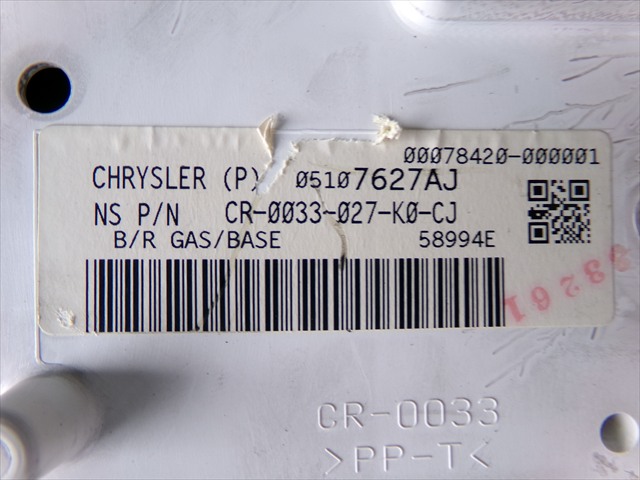 00078420-000001
CHRYSLER (P) 05107627AJ
NS P/N CR-0033-027-K0-CJ
B/R GAS/BASE 58994E
CR-0033
>PP-T<